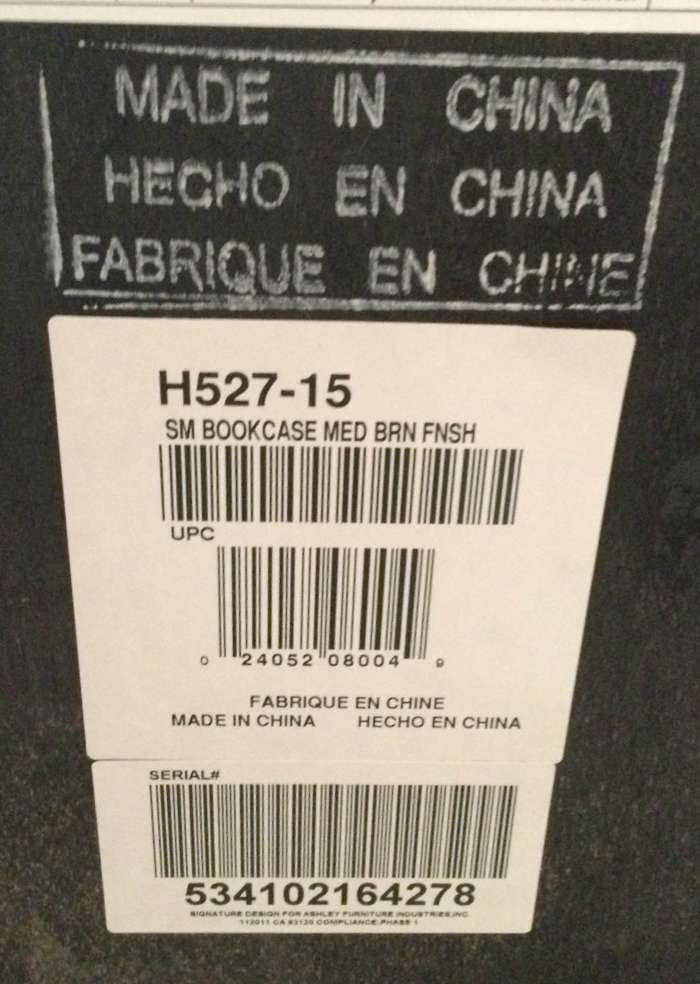 MADE IN CHINA
HECHO EN CHINA
FABRIQUE EN CHINE
H527-15
SM BOOKCASE MED BRN FNSH
UPC
0 24052 08004 9
FABRIQUE EN CHINE
MADE IN CHINA HECHO EN CHINA
SERIAL#
534102164278
SIGNATURE DESIGN FOR ASHLEY FURNITURE INDUSTRIES,INC.
112011 CA 93120 COMPLIANCE:PHASE 1